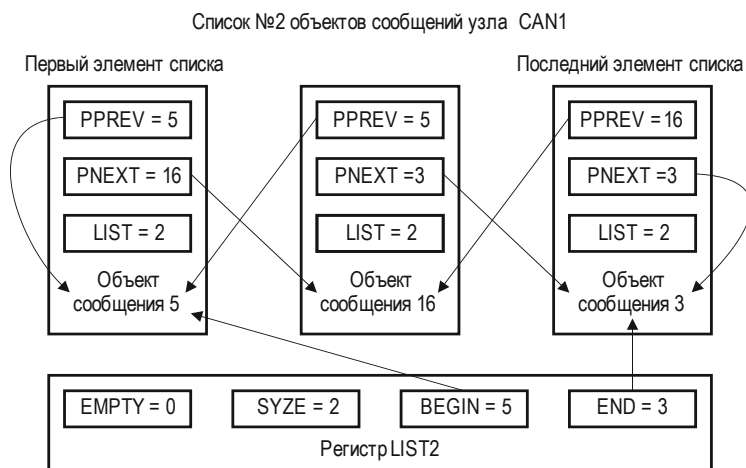 Список №2 объектов сообщений узла CAN1
Первый элемент списка
Последний элемент списка
PPREV = 5
PNEXT = 16
LIST = 2
Объект
сообщения 5
PPREV = 5
PNEXT =3
LIST = 2
Объект
сообщения 16
PPREV = 16
PNEXT =3
LIST = 2
Объект
сообщения 3
EMPTY = 0
SYZE = 2
BEGIN = 5
END = 3
Регистр LIST2